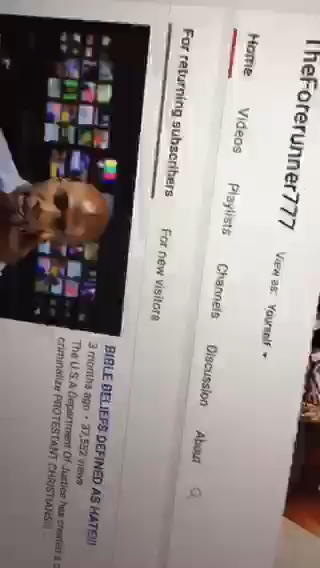 TheForerunner777
View as: Yourself
Home Videos Playlists Channels Discussion About
For returning subscribers For new visitors
BIBLE BELIEFS DEFINED AS HATE!!!
3 months ago • 37,552 views
The U.S.A Department Of Justice has created a
criminalize PROTESTANT CHRISTIANS!!!